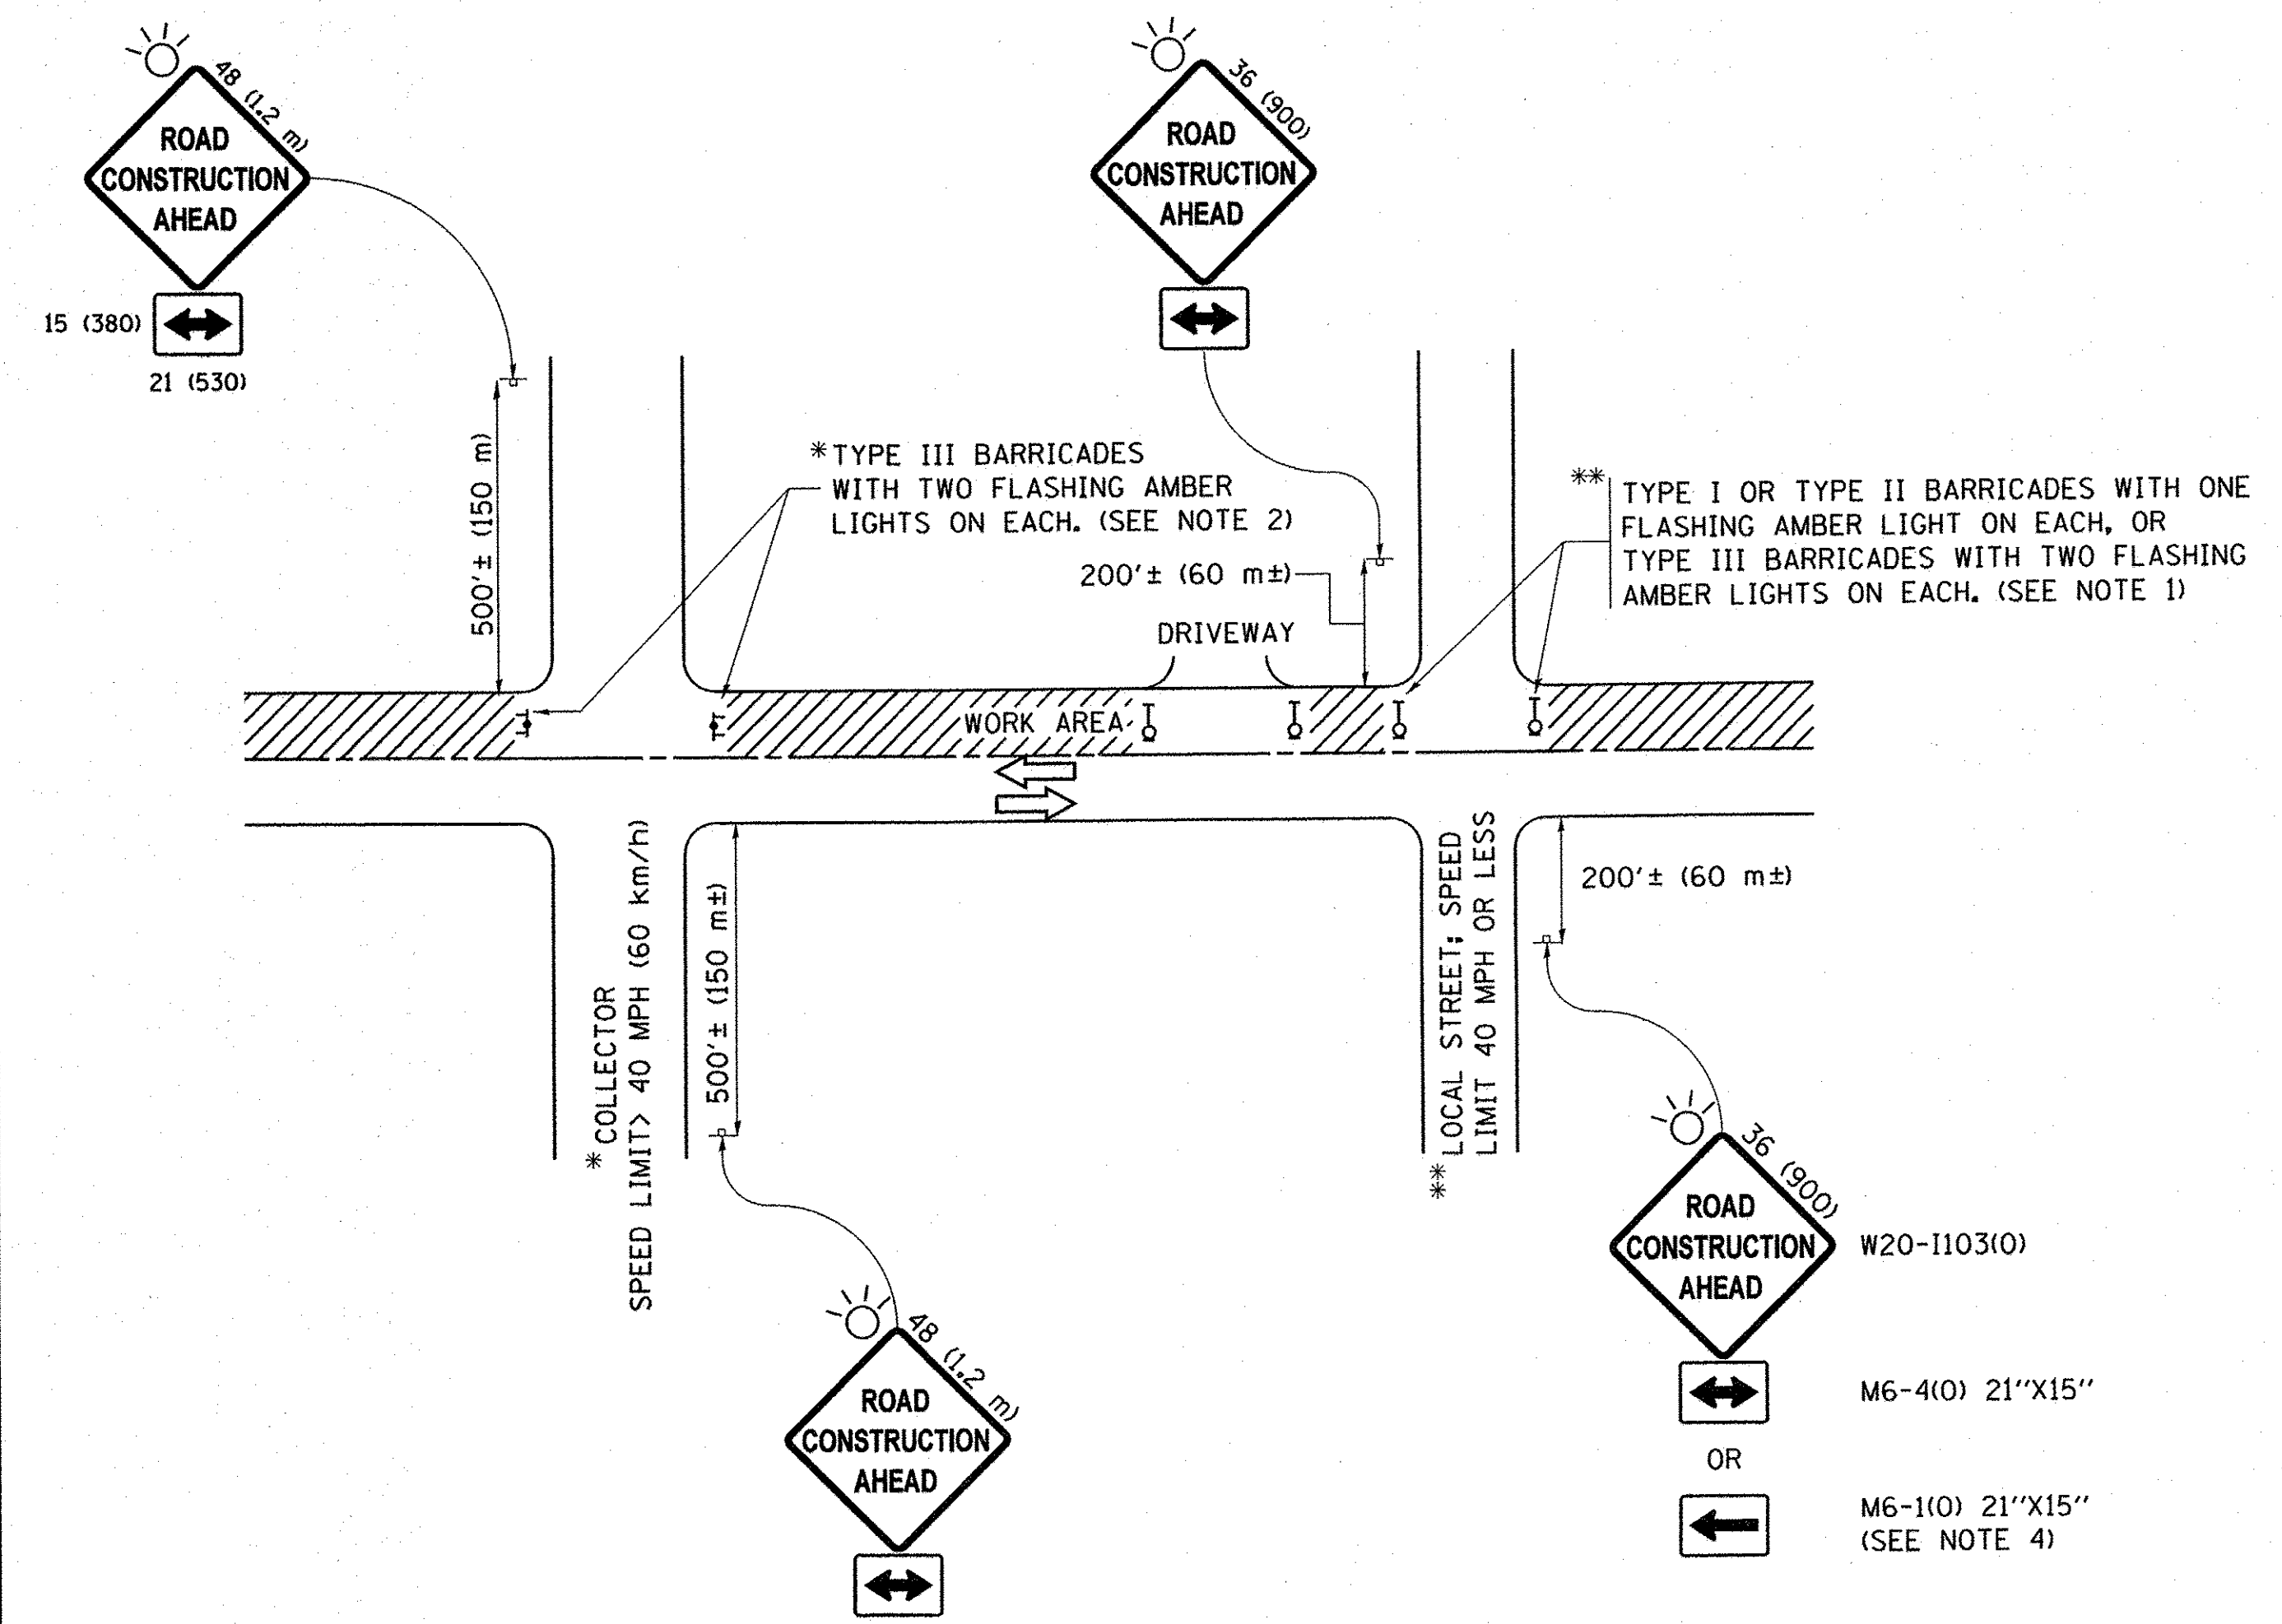 48 (1.2 m)
ROAD
CONSTRUCTION
AHEAD
15 (380)
21 (530)
36 (900)
ROAD
CONSTRUCTION
AHEAD
500'± (150 m)
*TYPE III BARRICADES
WITH TWO FLASHING AMBER
LIGHTS ON EACH. (SEE NOTE 2)
200'± (60 m±)
DRIVEWAY
** TYPE I OR TYPE II BARRICADES WITH ONE
FLASHING AMBER LIGHT ON EACH, OR
TYPE III BARRICADES WITH TWO FLASHING
AMBER LIGHTS ON EACH. (SEE NOTE 1)
WORK AREA
* COLLECTOR
SPEED LIMIT> 40 MPH (60 km/h)
500'± (150 m±)
** LOCAL STREET; SPEED
LIMIT 40 MPH OR LESS
200'± (60 m±)
48 (1.2 m)
ROAD
CONSTRUCTION
AHEAD
36 (900)
ROAD
CONSTRUCTION
AHEAD
W20-I103(O)
M6-4(O) 21''X15''
OR
M6-1(O) 21''X15''
(SEE NOTE 4)